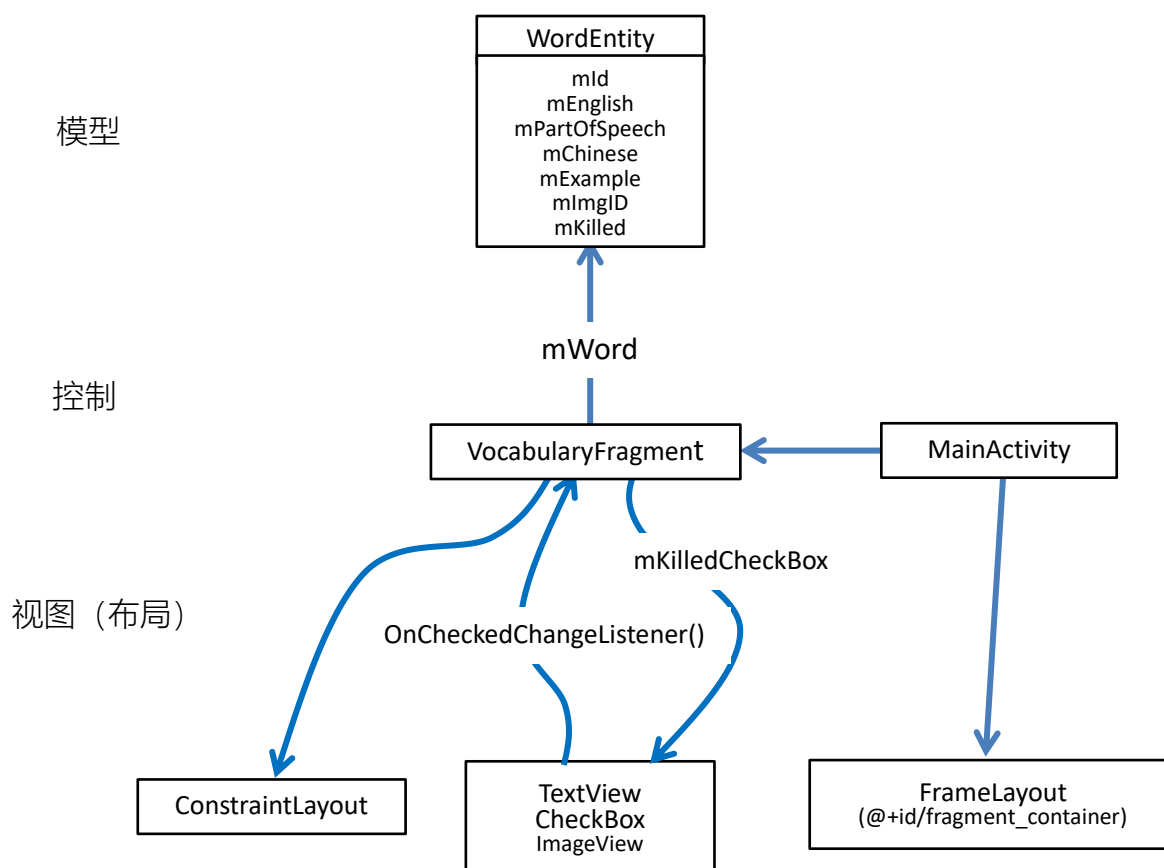 WordEntity
mId
mEnglish
mPartOfSpeech
mChinese
mExample
mImgID
mKilled
模型
mWord
控制
VocabularyFragment
MainActivity
mKilledCheckBox
视图（布局）
OnCheckedChangeListener()
ConstraintLayout
TextView
CheckBox
ImageView
FrameLayout
(@+id/fragment_container)